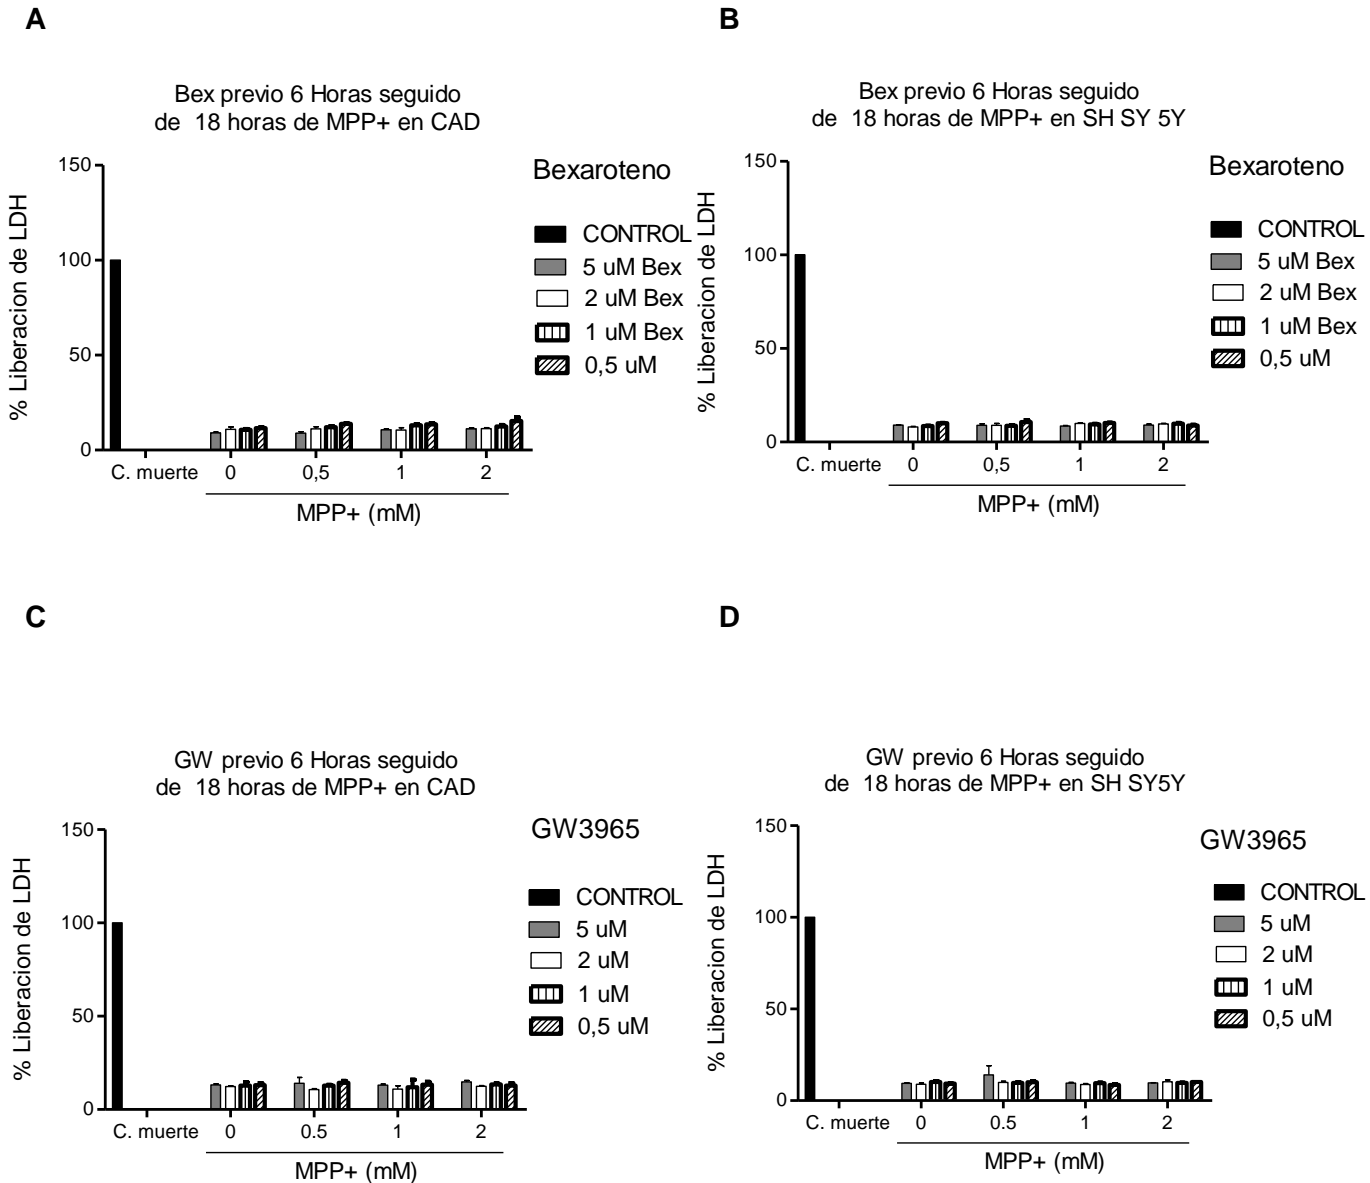 A
Bex previo 6 Horas seguido
de 18 horas de MPP+ en CAD
150
100
50
0
% Liberacion de LDH
C. muerte
0
0,5
1
2
MPP+ (mM)
Bexaroteno
CONTROL
5 uM Bex
2 uM Bex
1 uM Bex
0,5 uM
B
Bex previo 6 Horas seguido
de 18 horas de MPP+ en SH SY 5Y
150
100
50
0
% Liberacion de LDH
C. muerte
0
0,5
1
2
MPP+ (mM)
Bexaroteno
CONTROL
5 uM Bex
2 uM Bex
1 uM Bex
0,5 uM
C
GW previo 6 Horas seguido
de 18 horas de MPP+ en CAD
150
100
50
0
% Liberacion de LDH
C. muerte
0
0.5
1
2
MPP+ (mM)
GW3965
CONTROL
5 uM
2 uM
1 uM
0,5 uM
D
GW previo 6 Horas seguido
de 18 horas de MPP+ en SH SY5Y
150
100
50
0
% Liberacion de LDH
C. muerte
0
0.5
1
2
MPP+ (mM)
GW3965
CONTROL
5 uM
2 uM
1 uM
0,5 uM